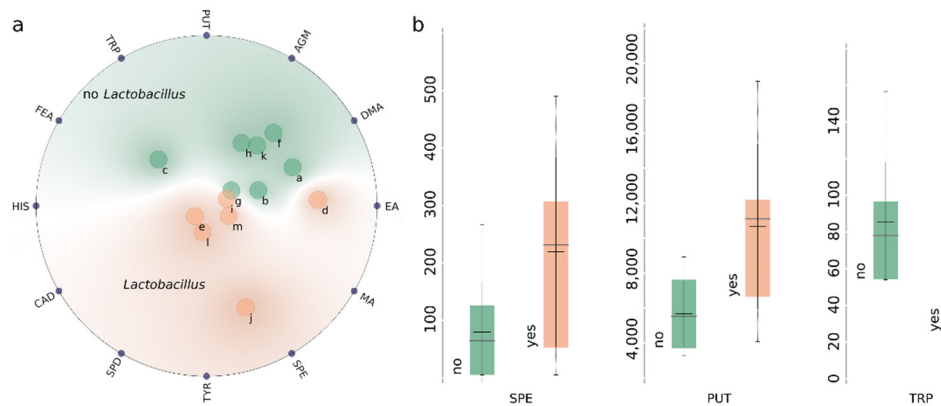 a
PUT
TRP
AGM
no Lactobacillus
FEA
DMA
f
h
k
c
a
g
b
HIS
i
d
EA
e
m
l
Lactobacillus
CAD
MA
j
SPD
SPE
TYR
b
500
400
300
200
100
no
yes
SPE
20,000
16,000
12,000
8,000
4,000
no
yes
PUT
140
100
80
60
40
20
0
no
yes
TRP